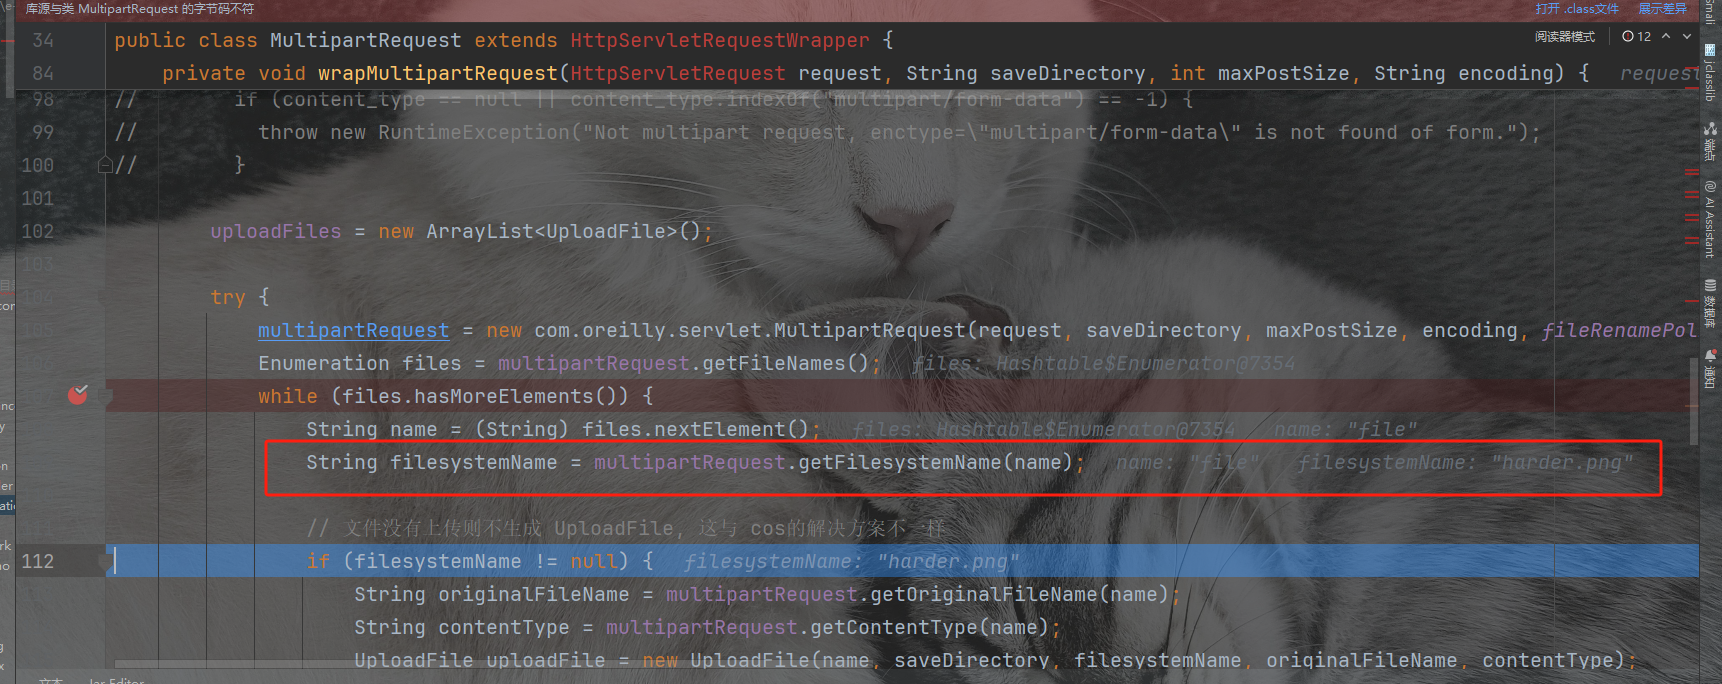 库源与类 MultipartRequest 的字节码不符
打开 .class文件 展示差异
34 public class MultipartRequest extends HttpServletRequestWrapper {
阅读器模式 12
84 private void wrapMultipartRequest(HttpServletRequest request, String saveDirectory, int maxPostSize, String encoding) { request
98 // if (content_type == null || content_type.indexOf("multipart/form-data") == -1) {
99 // throw new RuntimeException("Not multipart request, enctype=\"multipart/form-data\" is not found of form.");
100 // }
101
102 uploadFiles = new ArrayList<UploadFile>();
103
104 try {
105 multipartRequest = new com.oreilly.servlet.MultipartRequest(request, saveDirectory, maxPostSize, encoding, fileRenamePol
Enumeration files = multipartRequest.getFileNames(); files: Hashtable$Enumerator@7354
while (files.hasMoreElements()) {
String name = (String) files.nextElement(); files: Hashtable$Enumerator@7354 name: "file"
String filesystemName = multipartRequest.getFilesystemName(name); name: "file" filesystemName: "harder.png"
// 文件没有上传则不生成 UploadFile, 这与 cos的解决方案不一样
112 if (filesystemName != null) { filesystemName: "harder.png"
String originalFileName = multipartRequest.getOriginalFileName(name);
String contentType = multipartRequest.getContentType(name);
UploadFile uploadFile = new UploadFile(name, saveDirectory, filesystemName, originalFileName, contentType);
文本 Jar Editor
Smali
jclasslib
端点
@ AI Assistant
数据库
通知